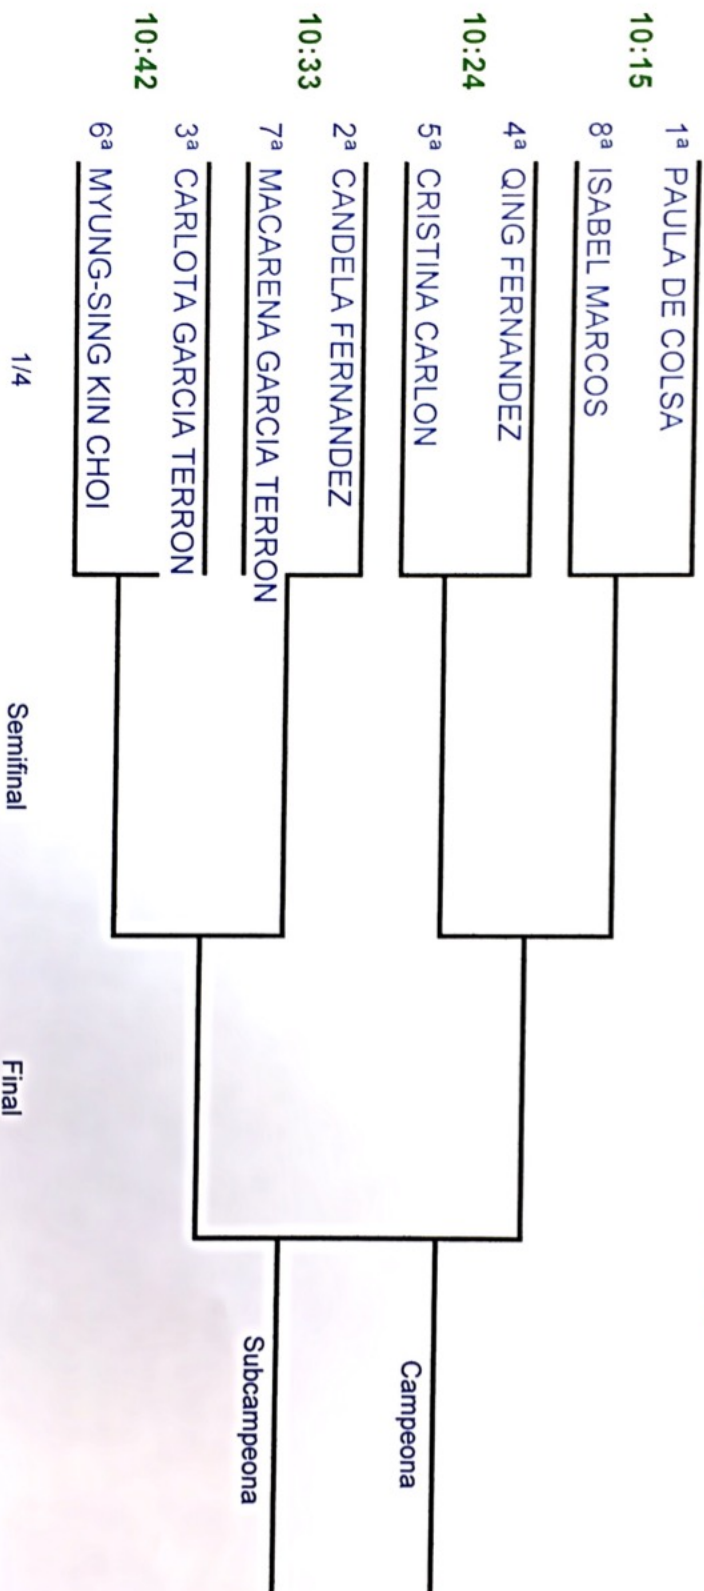 10:15
1ª PAULA DE COLSA
8ª ISABEL MARCOS
10:24
4ª QING FERNANDEZ
5ª CRISTINA CARLON
10:33
2ª CANDELA FERNANDEZ
7ª MACARENA GARCIA TERRON
10:42
3ª CARLOTA GARCIA TERRON
6ª MYUNG-SING KIN CHOI
Campeona
Subcampeona
1/4
Semifinal
Final